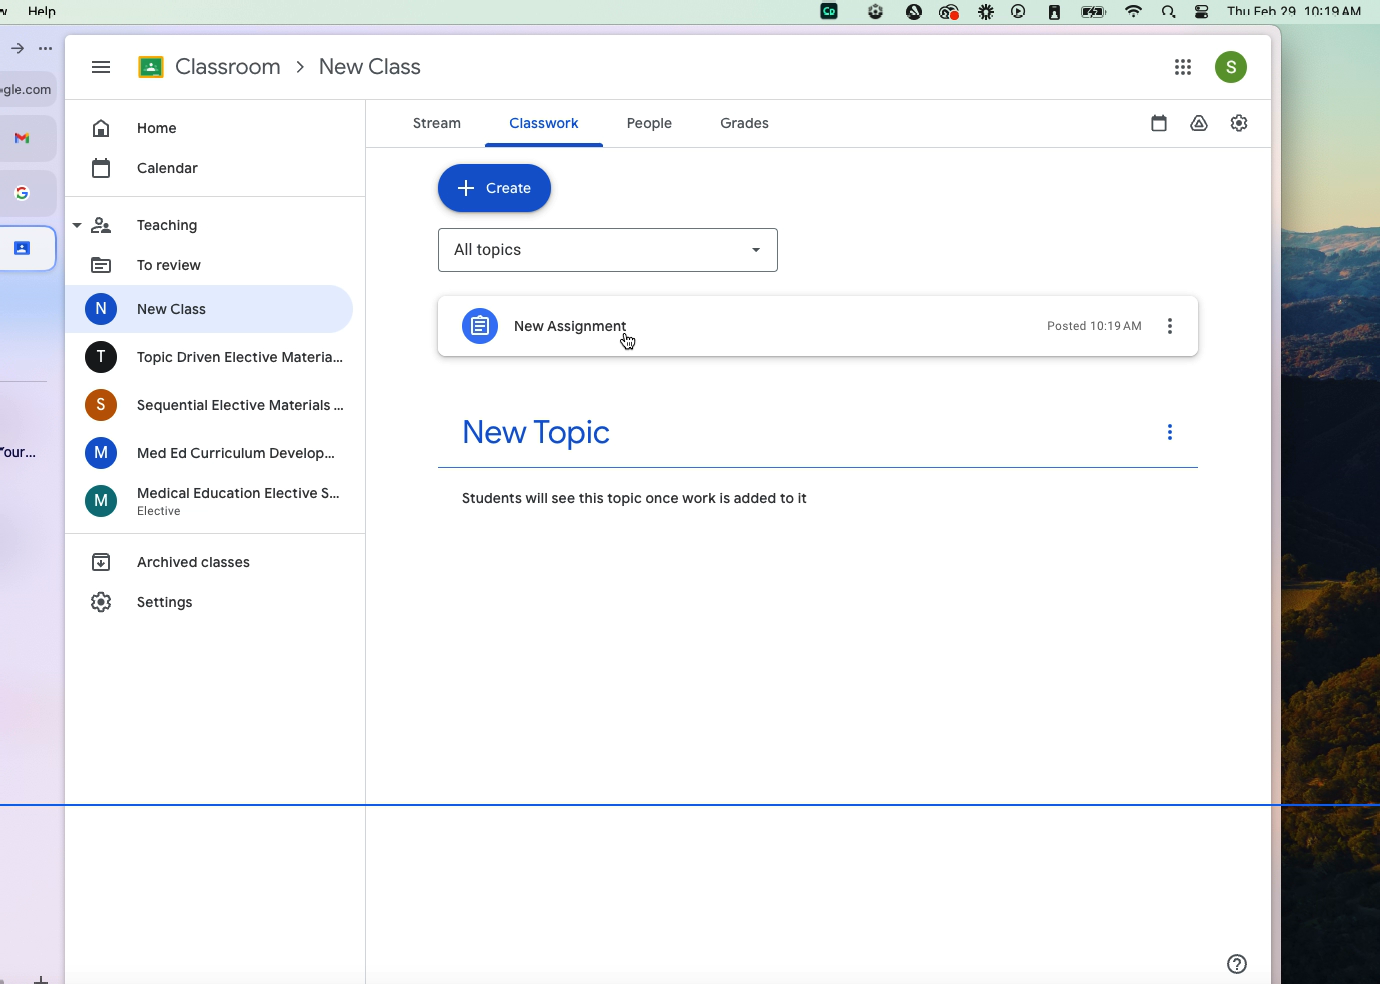 Help
Thu Feb 29 10:19 AM
gle.com
Classroom > New Class
S
Home
Calendar
Teaching
To review
N New Class
T Topic Driven Elective Materia...
S Sequential Elective Materials ...
M Med Ed Curriculum Develop...
M Medical Education Elective S...
Elective
Archived classes
Settings
Stream Classwork People Grades
+ Create
All topics
New Assignment
Posted 10:19 AM
New Topic
Students will see this topic once work is added to it